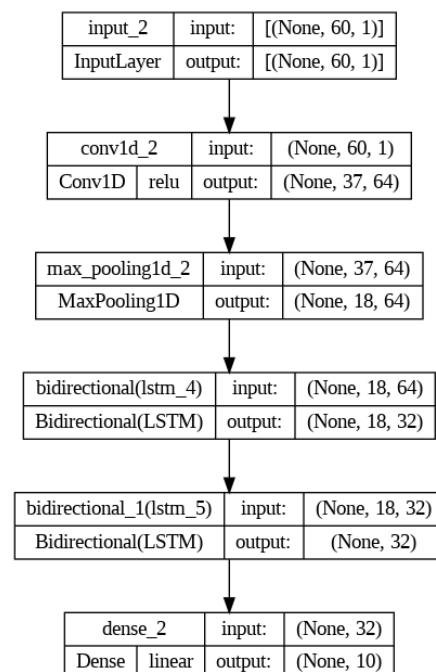 input_2 input: [(None, 60, 1)]
InputLayer output: [(None, 60, 1)]
conv1d_2 input: (None, 60, 1)
Conv1D relu output: (None, 37, 64)
max_pooling1d_2 input: (None, 37, 64)
MaxPooling1D output: (None, 18, 64)
bidirectional(lstm_4) input: (None, 18, 64)
Bidirectional(LSTM) output: (None, 18, 32)
bidirectional_1(lstm_5) input: (None, 18, 32)
Bidirectional(LSTM) output: (None, 32)
dense_2 input: (None, 32)
Dense linear output: (None, 10)